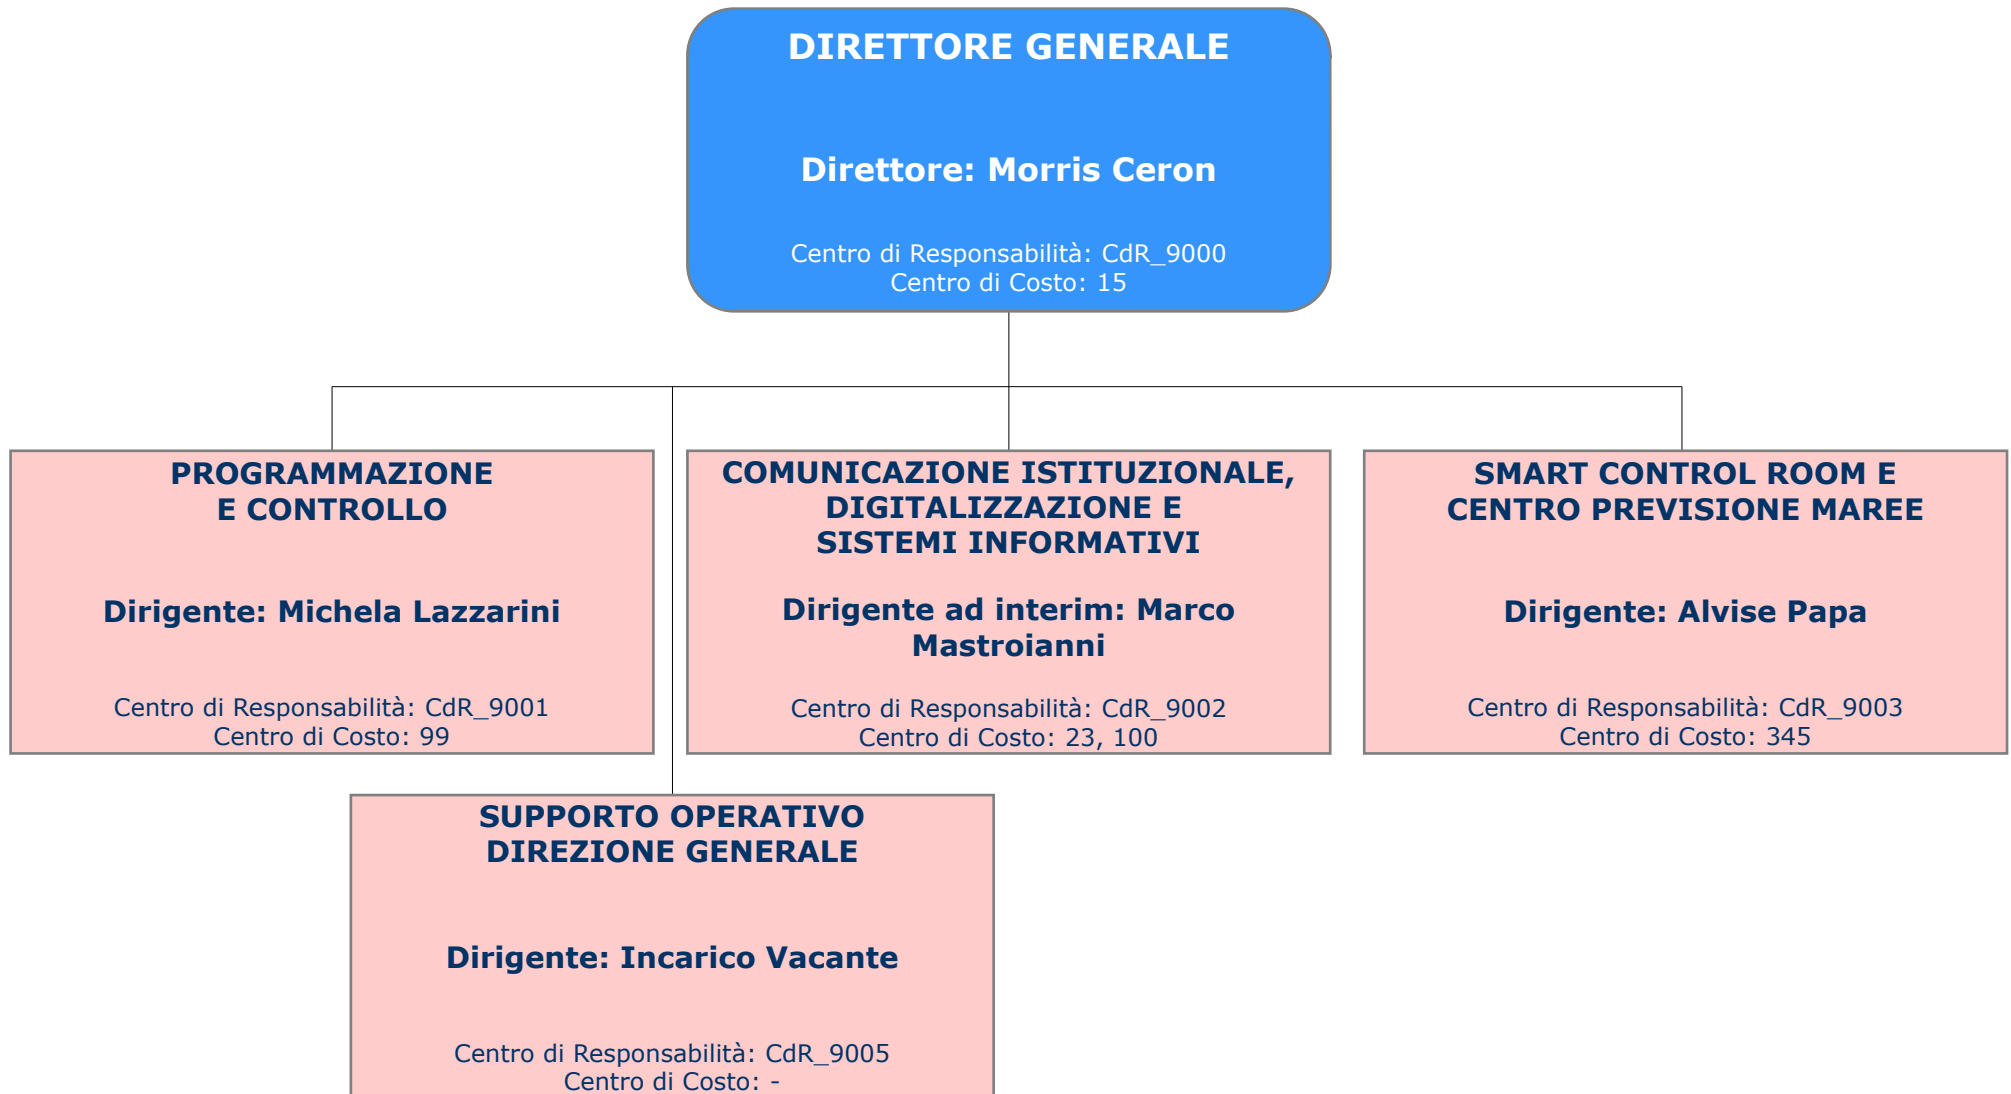 DIRETTORE GENERALE
Direttore: Morris Ceron
Centro di Responsabilità: CdR_9000
Centro di Costo: 15
PROGRAMMAZIONE
E CONTROLLO
Dirigente: Michela Lazzarini
Centro di Responsabilità: CdR_9001
Centro di Costo: 99
COMUNICAZIONE ISTITUZIONALE,
DIGITALIZZAZIONE E
SISTEMI INFORMATIVI
Dirigente ad interim: Marco
Mastroianni
Centro di Responsabilità: CdR_9002
Centro di Costo: 23, 100
SMART CONTROL ROOM E
CENTRO PREVISIONE MAREE
Dirigente: Alvise Papa
Centro di Responsabilità: CdR_9003
Centro di Costo: 345
SUPPORTO OPERATIVO
DIREZIONE GENERALE
Dirigente: Incarico Vacante
Centro di Responsabilità: CdR_9005
Centro di Costo: -